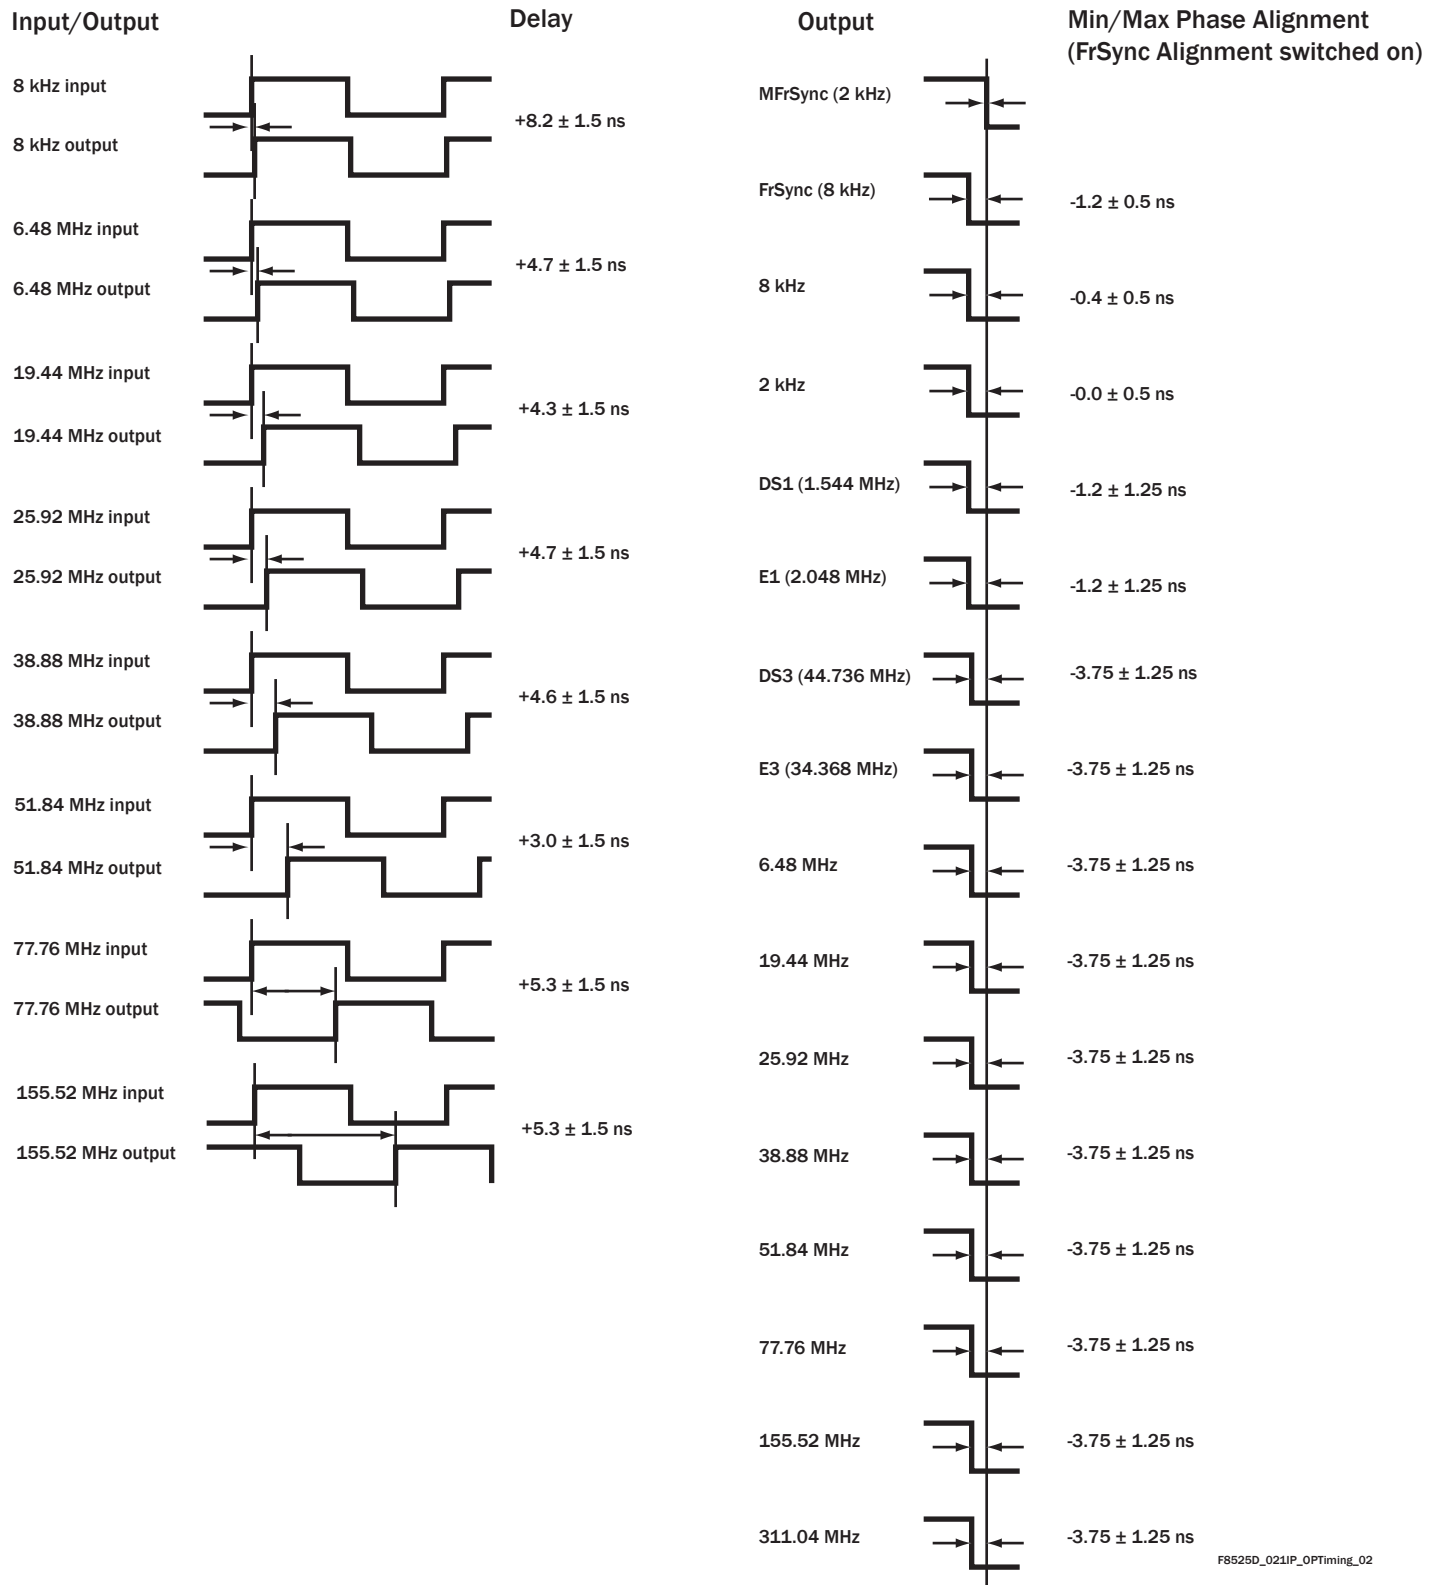 Input/Output
Delay
8 kHz input
8 kHz output
+8.2 ± 1.5 ns
6.48 MHz input
6.48 MHz output
+4.7 ± 1.5 ns
19.44 MHz input
19.44 MHz output
+4.3 ± 1.5 ns
25.92 MHz input
25.92 MHz output
+4.7 ± 1.5 ns
38.88 MHz input
38.88 MHz output
+4.6 ± 1.5 ns
51.84 MHz input
51.84 MHz output
+3.0 ± 1.5 ns
77.76 MHz input
77.76 MHz output
+5.3 ± 1.5 ns
155.52 MHz input
155.52 MHz output
+5.3 ± 1.5 ns
Output
Min/Max Phase Alignment
(FrSync Alignment switched on)
MFrSync (2 kHz)
FrSync (8 kHz)
-1.2 ± 0.5 ns
8 kHz
-0.4 ± 0.5 ns
2 kHz
-0.0 ± 0.5 ns
DS1 (1.544 MHz)
-1.2 ± 1.25 ns
E1 (2.048 MHz)
-1.2 ± 1.25 ns
DS3 (44.736 MHz)
-3.75 ± 1.25 ns
E3 (34.368 MHz)
-3.75 ± 1.25 ns
6.48 MHz
-3.75 ± 1.25 ns
19.44 MHz
-3.75 ± 1.25 ns
25.92 MHz
-3.75 ± 1.25 ns
38.88 MHz
-3.75 ± 1.25 ns
51.84 MHz
-3.75 ± 1.25 ns
77.76 MHz
-3.75 ± 1.25 ns
155.52 MHz
-3.75 ± 1.25 ns
311.04 MHz
-3.75 ± 1.25 ns
F8525D_021IP_OPTiming_02